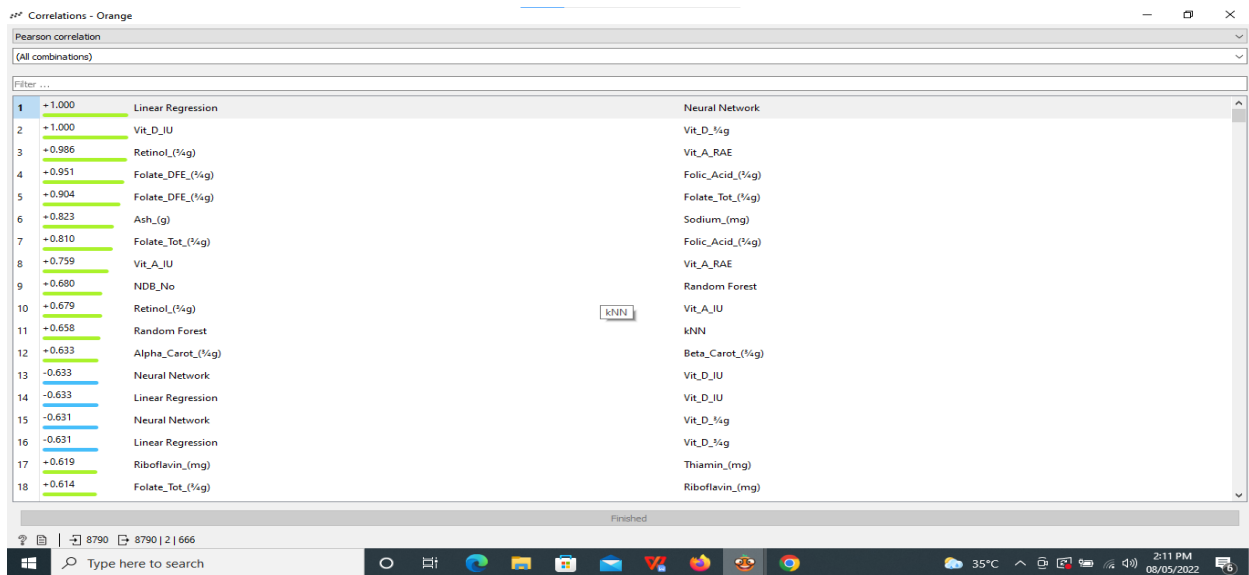 Correlations - Orange
Pearson correlation
(All combinations)
Filter ...
1 +1.000 Linear Regression Neural Network
2 +1.000 Vit_D_IU Vit_D_¾g
3 +0.986 Retinol_(¾g) Vit_A_RAE
4 +0.951 Folate_DFE_(¾g) Folic_Acid_(¾g)
5 +0.904 Folate_DFE_(¾g) Folate_Tot_(¾g)
6 +0.823 Ash_(g) Sodium_(mg)
7 +0.810 Folate_Tot_(¾g) Folic_Acid_(¾g)
8 +0.759 Vit_A_IU Vit_A_RAE
9 +0.680 NDB_No Random Forest
10 +0.679 Retinol_(¾g) Vit_A_IU
kNN
11 +0.658 Random Forest kNN
12 +0.633 Alpha_Carot_(¾g) Beta_Carot_(¾g)
13 -0.633 Neural Network Vit_D_IU
14 -0.633 Linear Regression Vit_D_IU
15 -0.631 Neural Network Vit_D_¾g
16 -0.631 Linear Regression Vit_D_¾g
17 +0.619 Riboflavin_(mg) Thiamin_(mg)
18 +0.614 Folate_Tot_(¾g) Riboflavin_(mg)
Finished
8790 8790 | 2 | 666
Type here to search
35°C
2:11 PM
08/05/2022
6